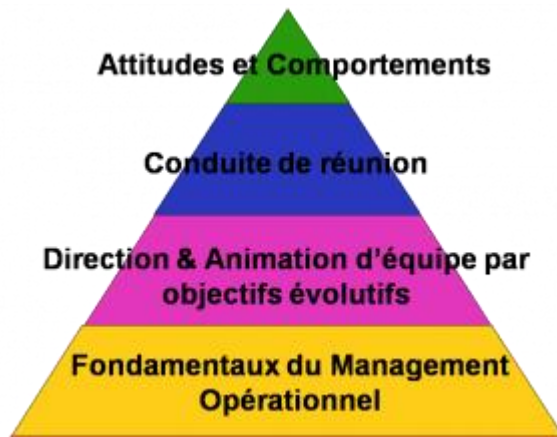 Attitudes et Comportements
Conduite de réunion
Direction & Animation d'équipe par
objectifs évolutifs
Fondamentaux du Management
Opérationnel